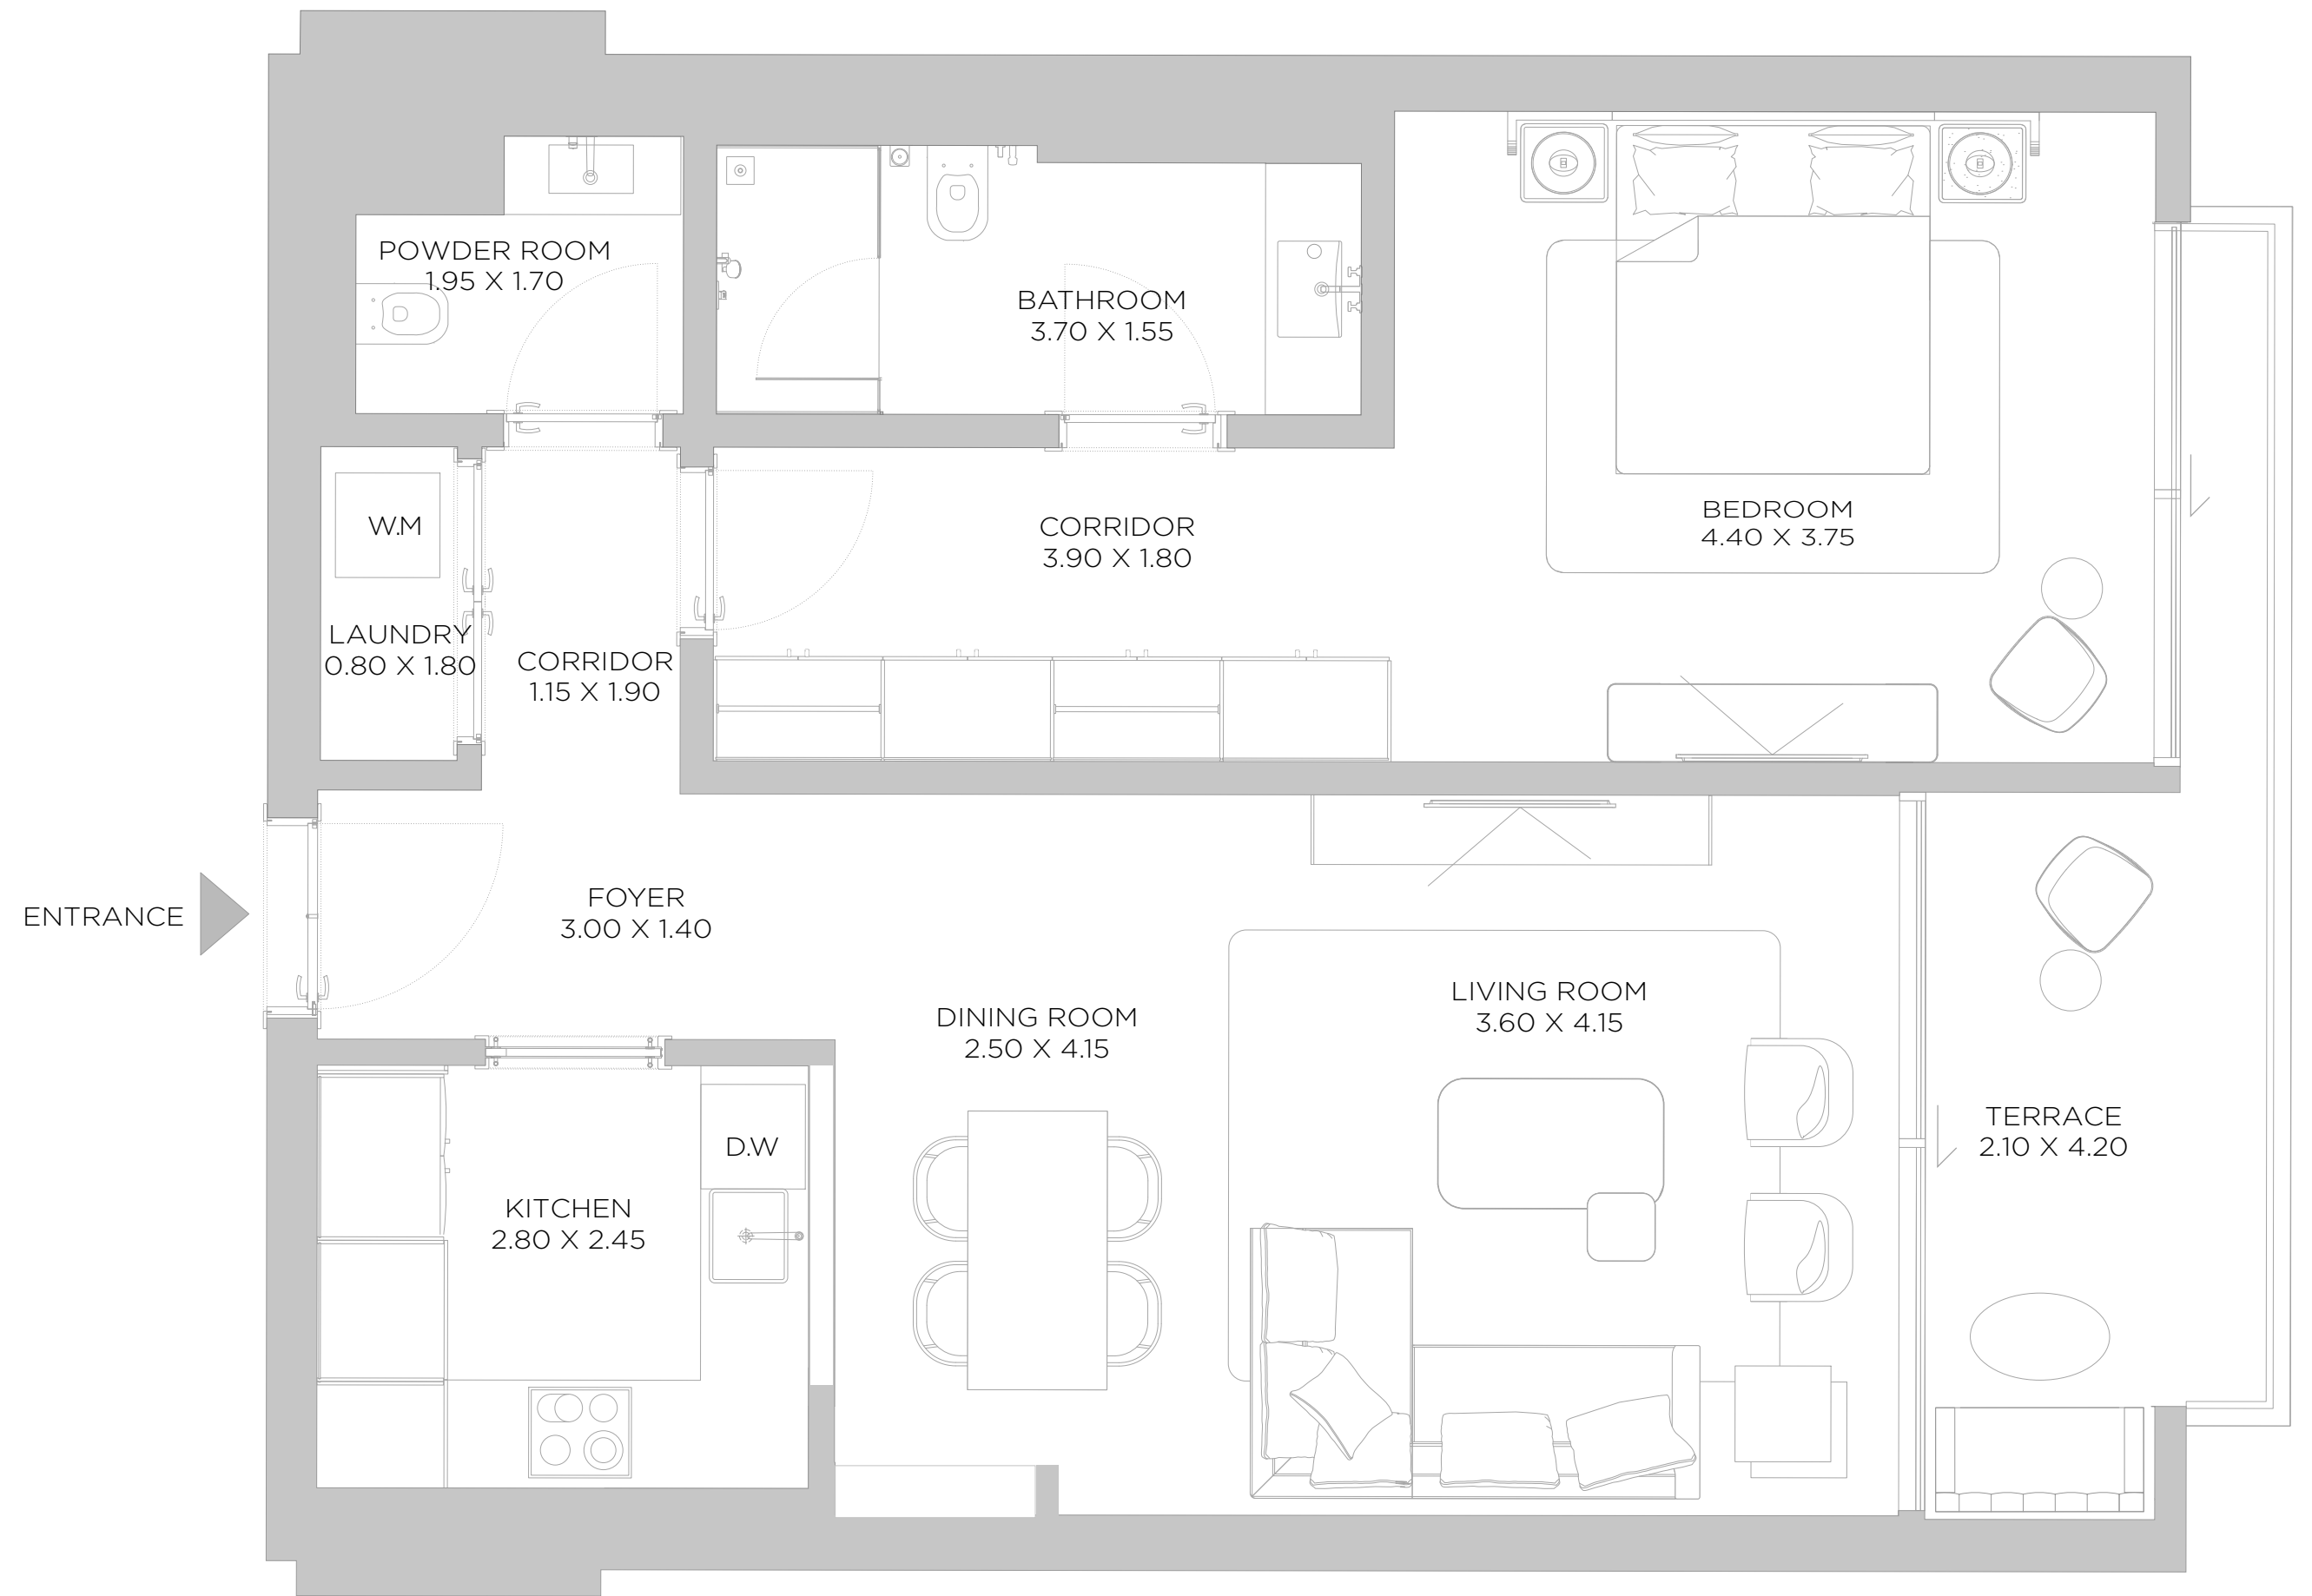 POWDER ROOM
1.95 X 1.70
BATHROOM
3.70 X 1.55
W.M
LAUNDRY
0.80 X 1.80
CORRIDOR
1.15 X 1.90
CORRIDOR
3.90 X 1.80
BEDROOM
4.40 X 3.75
ENTRANCE
FOYER
3.00 X 1.40
DINING ROOM
2.50 X 4.15
LIVING ROOM
3.60 X 4.15
TERRACE
2.10 X 4.20
D.W
KITCHEN
2.80 X 2.45